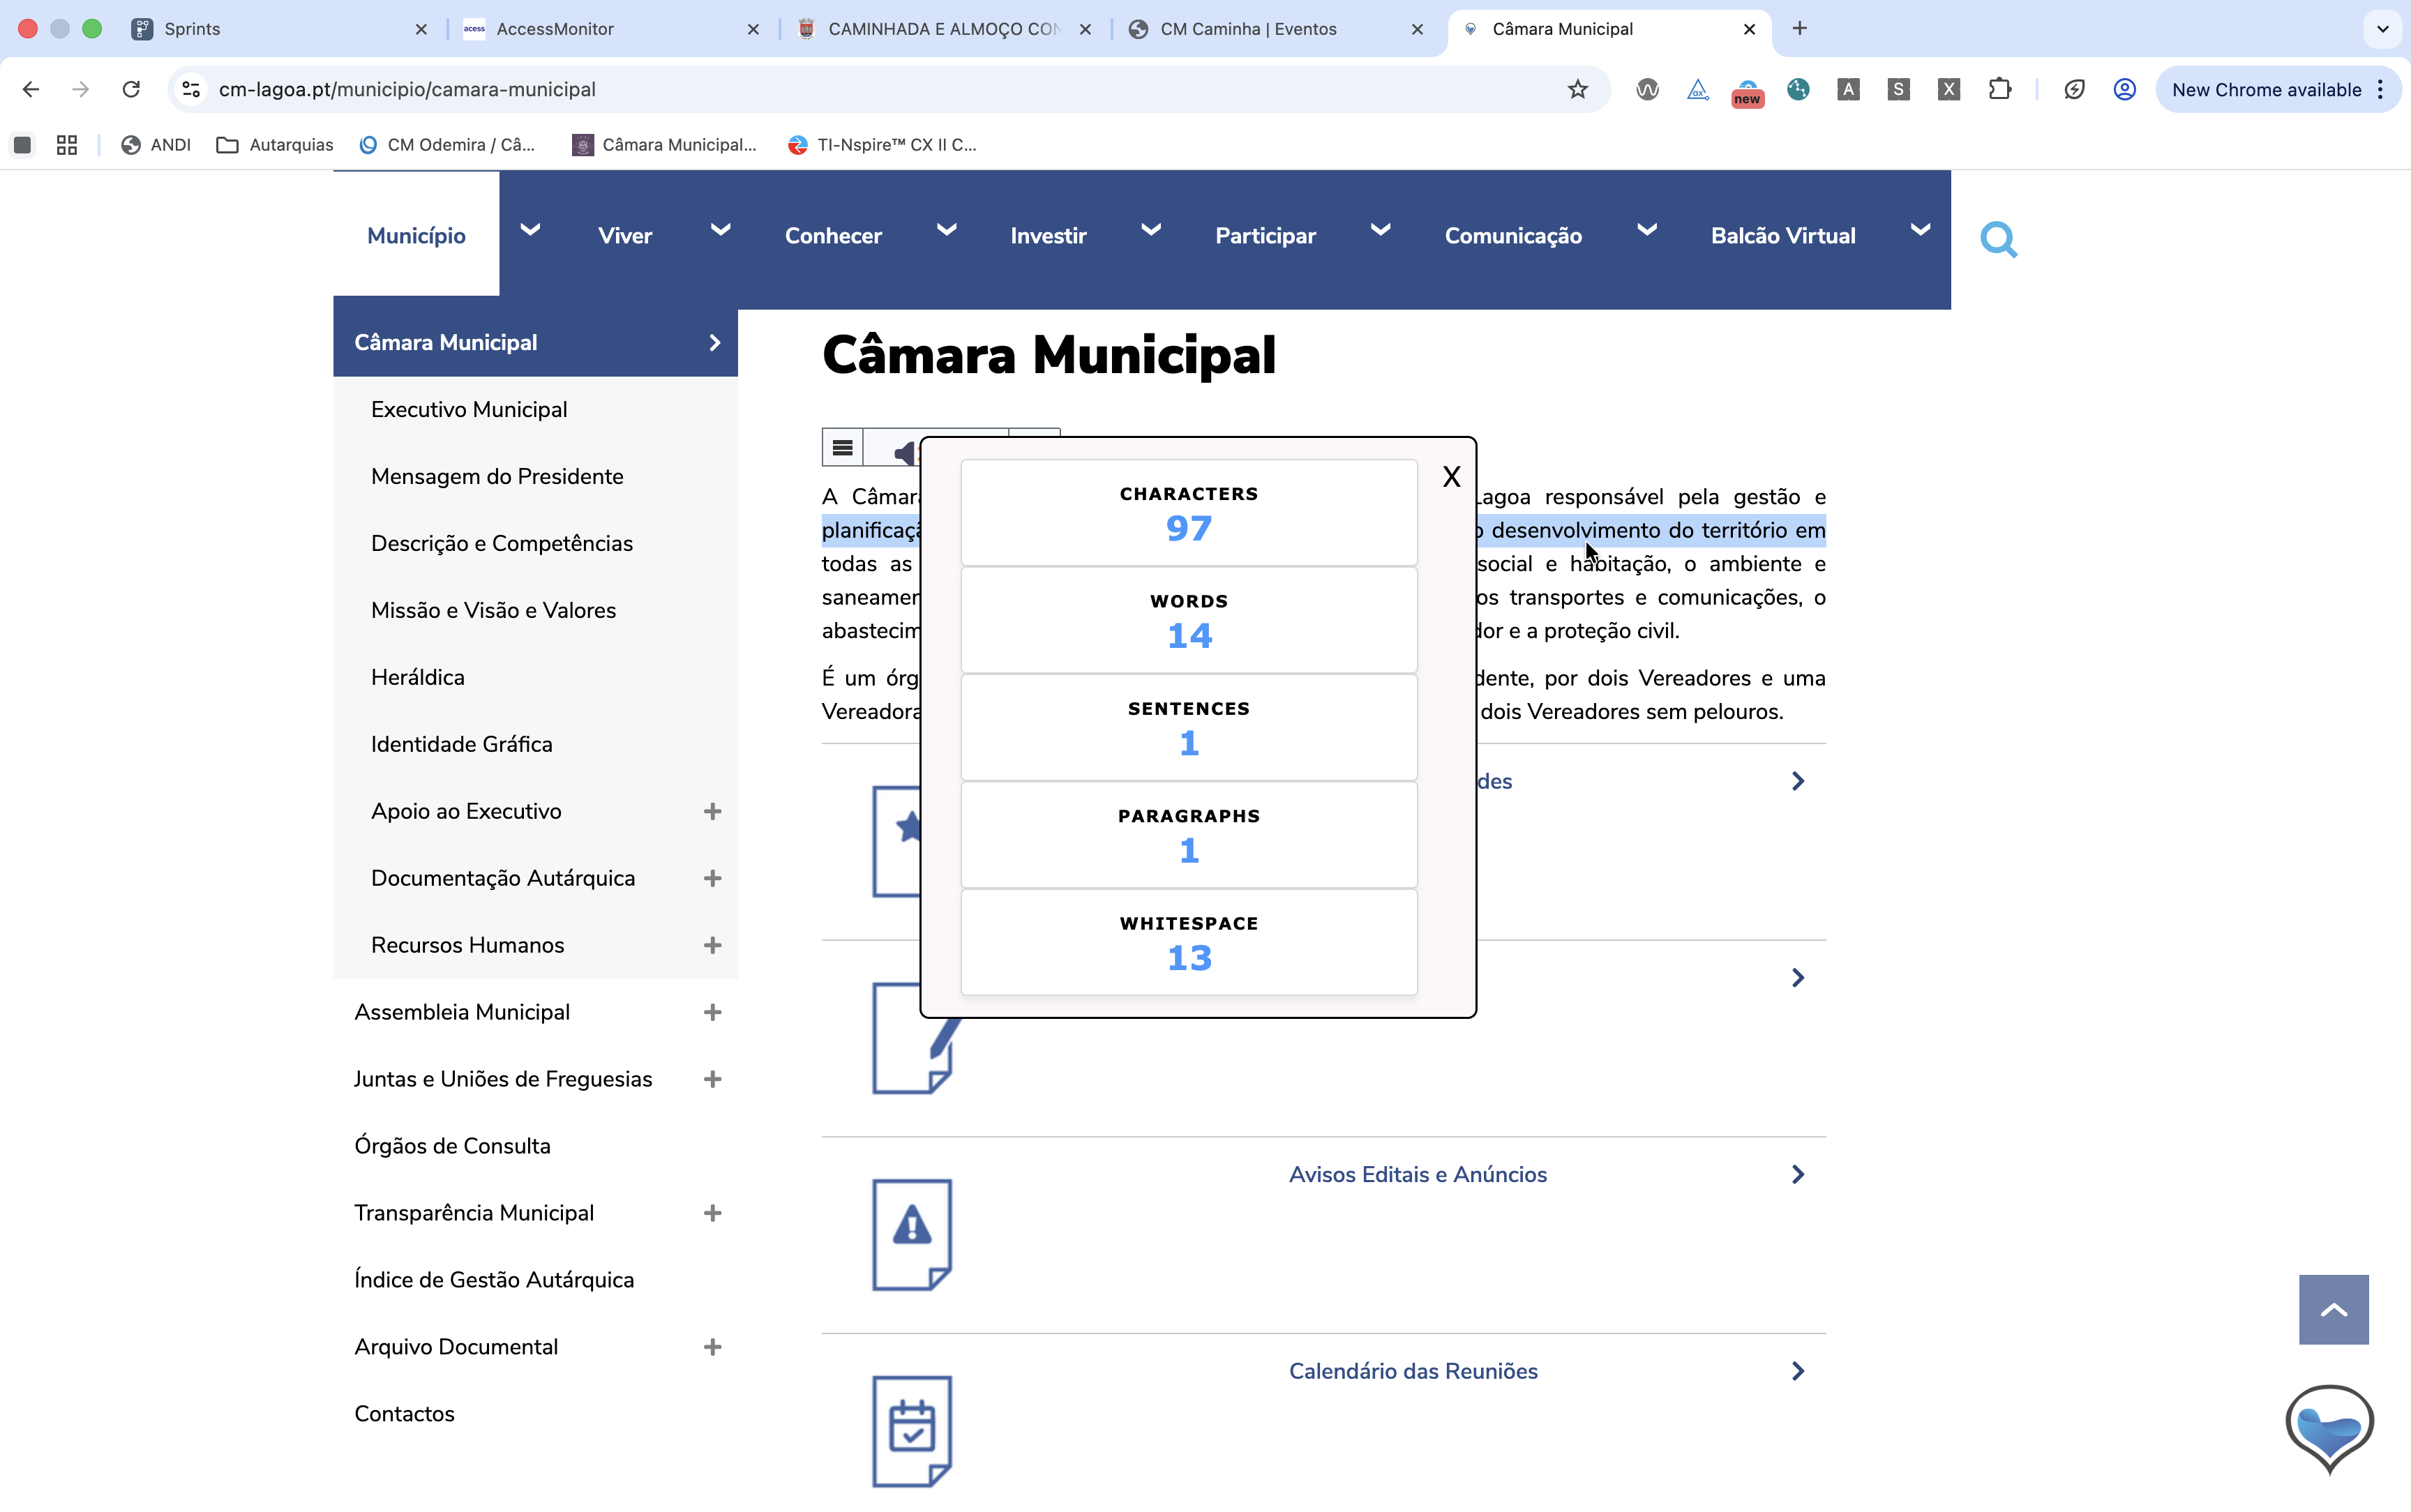 Sprints
AccessMonitor
CAMINHADA E ALMOÇO CON
CM Caminha | Eventos
Câmara Municipal
cm-lagoa.pt/municipio/camara-municipal
new
A
S
X
New Chrome available
ANDI
Autarquias
CM Odemira / Câ...
Câmara Municipal...
TI-Nspire™ CX II C...
Município
Viver
Conhecer
Investir
Participar
Comunicação
Balcão Virtual
Câmara Municipal
Executivo Municipal
Mensagem do Presidente
Descrição e Competências
Missão e Visão e Valores
Heráldica
Identidade Gráfica
Apoio ao Executivo
Documentação Autárquica
Recursos Humanos
Assembleia Municipal
Juntas e Uniões de Freguesias
Órgãos de Consulta
Transparência Municipal
Índice de Gestão Autárquica
Arquivo Documental
Contactos
Câmara Municipal
A Câmara Lagoa responsável pela gestão e
planificaç o desenvolvimento do território em
todas as social e habitação, o ambiente e
saneamen os transportes e comunicações, o
abastecim dor e a proteção civil.
É um órg dente, por dois Vereadores e uma
Vereadora dois Vereadores sem pelouros.
X
CHARACTERS
97
WORDS
14
SENTENCES
1
PARAGRAPHS
1
WHITESPACE
13
des
Avisos Editais e Anúncios
Calendário das Reuniões